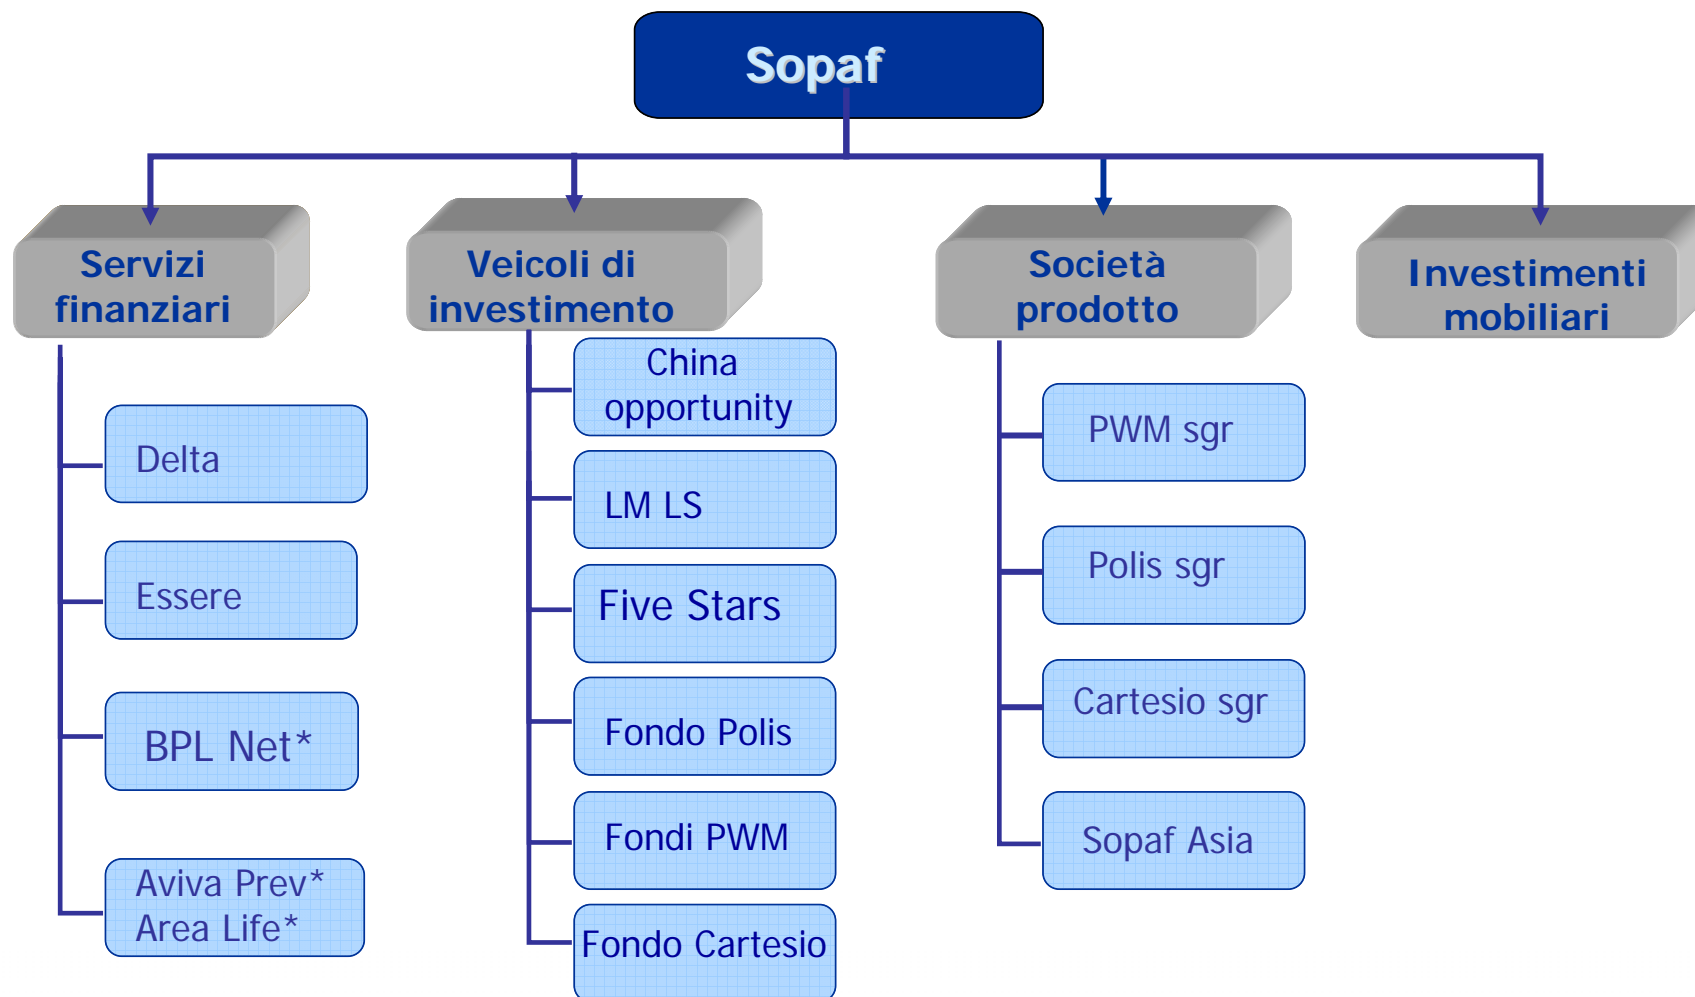 Sopaf
Servizi
finanziari
Veicoli di
investimento
Società
prodotto
Investimenti
mobiliari
Delta
Essere
BPL Net*
Aviva Prev*
Area Life*
China
opportunity
LM LS
Five Stars
Fondo Polis
Fondi PWM
Fondo Cartesio
PWM sgr
Polis sgr
Cartesio sgr
Sopaf Asia